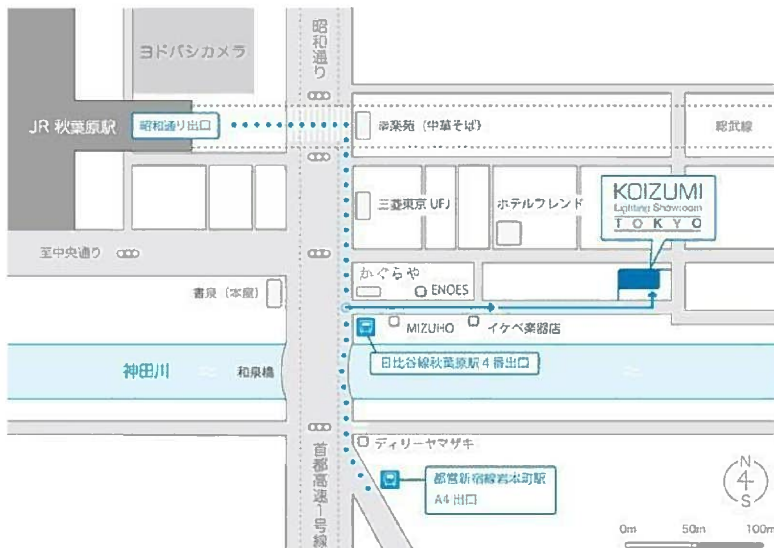 ヨドバシカメラ
昭和通り
JR 秋葉原駅
昭和通り出口
楽苑（中華そば）
総武線
三菱東京 UFJ
ホテルフレンド
KOIZUMI
Lighting Showroom
TOKYO
至中央通り
書泉（本屋）
かぐらや
ENOES
MIZUHO
イケベ楽器店
日比谷線秋葉原駅4番出口
神田川
和泉橋
ディリーヤマザキ
首都高速1号線
都営新宿線岩本町駅
A4 出口
N
S
0m
50m
100m